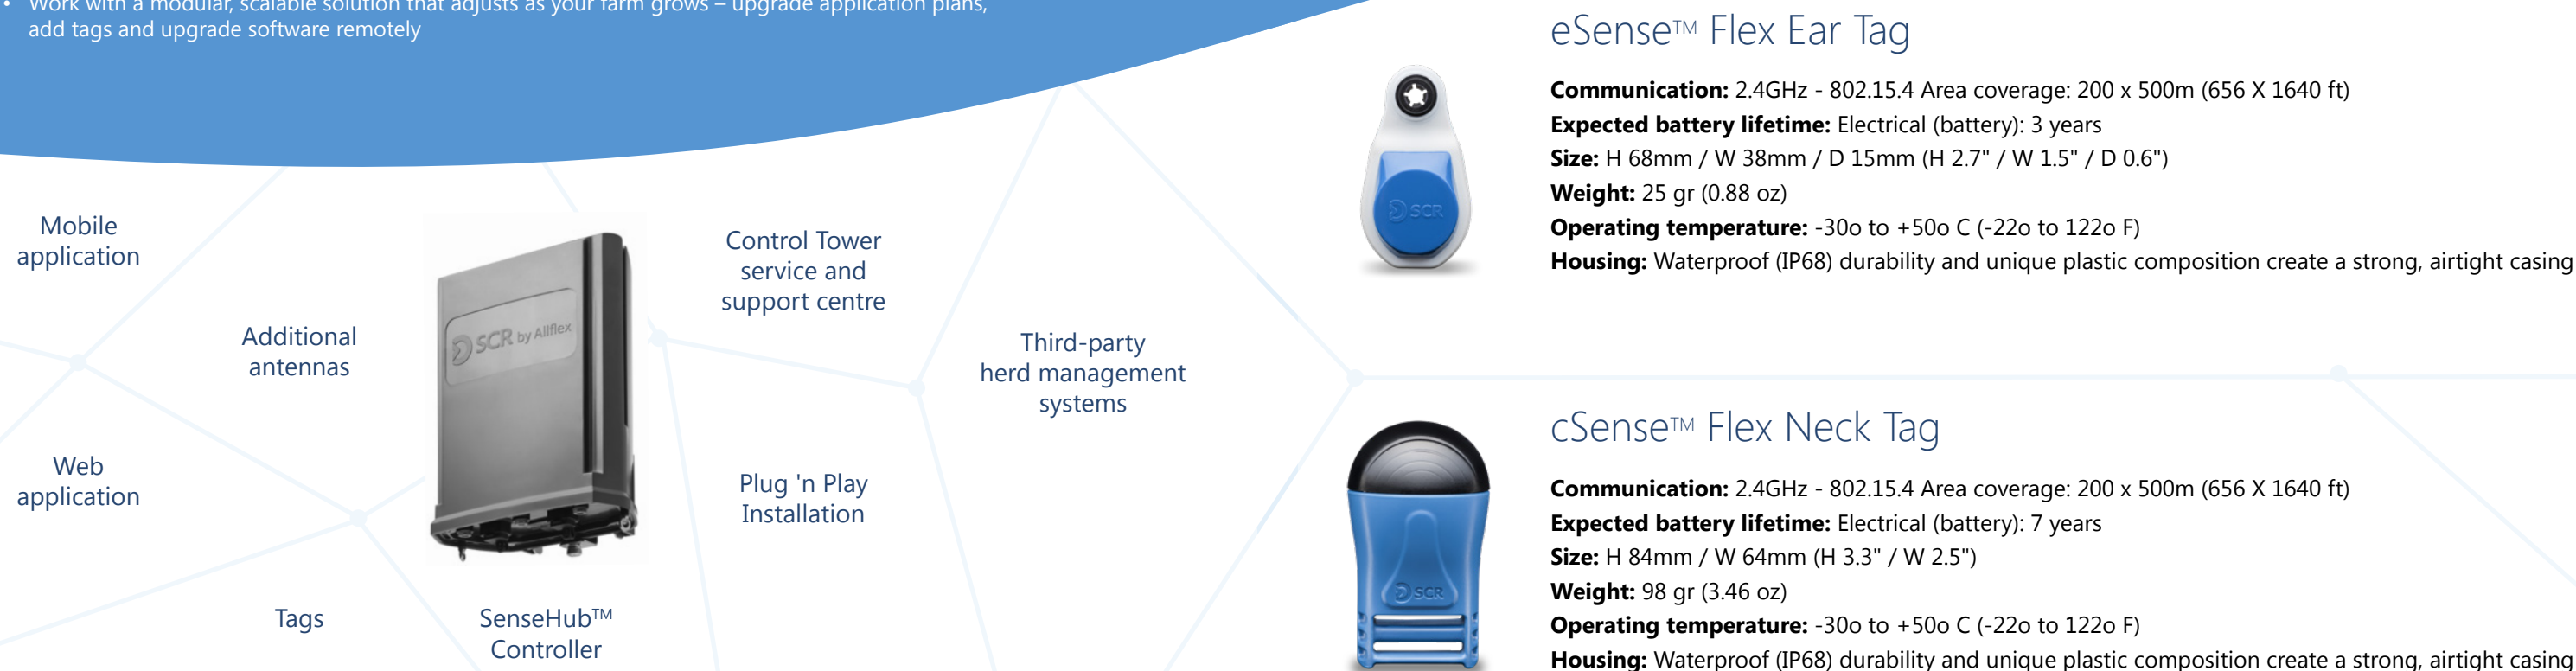 • Work with a modular, scalable solution that adjusts as your farm grows – upgrade application plans,
add tags and upgrade software remotely
Mobile
application
Additional
antennas
Web
application
Tags
SCR by Allflex
SenseHub™
Controller
Control Tower
service and
support centre
Plug 'n Play
Installation
Third-party
herd management
systems
eSense™ Flex Ear Tag
SCR
Communication: 2.4GHz - 802.15.4 Area coverage: 200 x 500m (656 X 1640 ft)
Expected battery lifetime: Electrical (battery): 3 years
Size: H 68mm / W 38mm / D 15mm (H 2.7" / W 1.5" / D 0.6")
Weight: 25 gr (0.88 oz)
Operating temperature: -30o to +50o C (-22o to 122o F)
Housing: Waterproof (IP68) durability and unique plastic composition create a strong, airtight casing
cSense™ Flex Neck Tag
SCR
Communication: 2.4GHz - 802.15.4 Area coverage: 200 x 500m (656 X 1640 ft)
Expected battery lifetime: Electrical (battery): 7 years
Size: H 84mm / W 64mm (H 3.3" / W 2.5")
Weight: 98 gr (3.46 oz)
Operating temperature: -30o to +50o C (-22o to 122o F)
Housing: Waterproof (IP68) durability and unique plastic composition create a strong, airtight casing